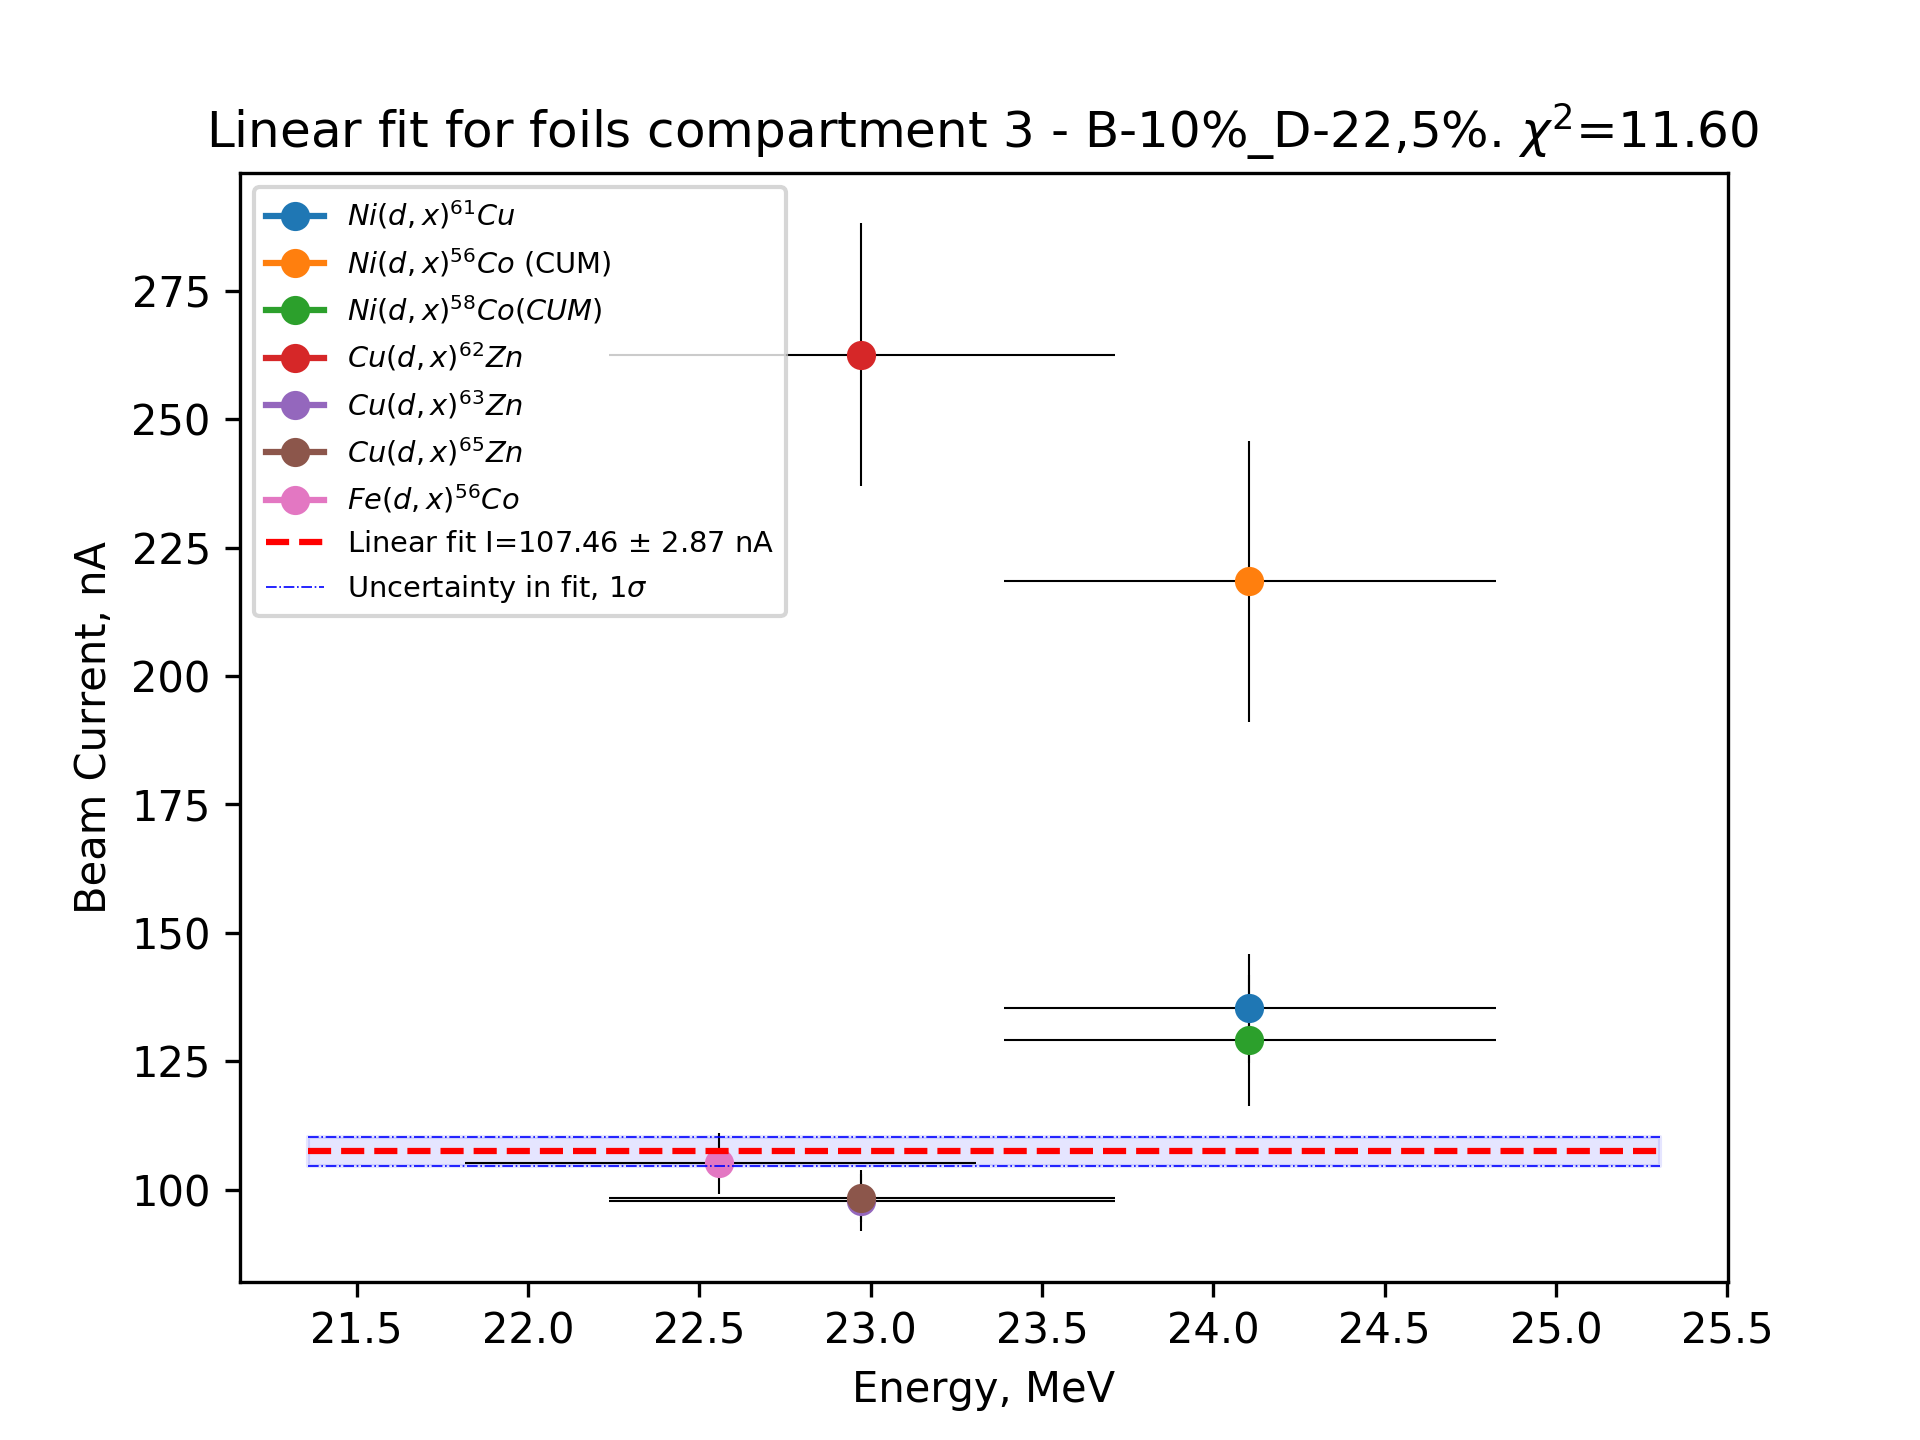 Linear fit for foils compartment 3 - B-10%_D-22,5%. χ²=11.60
Ni(d, x)⁶¹Cu
Ni(d, x)⁵⁶Co (CUM)
Ni(d, x)⁵⁸Co(CUM)
Cu(d, x)⁶²Zn
Cu(d, x)⁶³Zn
Cu(d, x)⁶⁵Zn
Fe(d, x)⁵⁶Co
Linear fit I=107.46 ± 2.87 nA
Uncertainty in fit, 1σ
Beam Current, nA
275
250
225
200
175
150
125
100
21.5 22.0 22.5 23.0 23.5 24.0 24.5 25.0 25.5
Energy, MeV